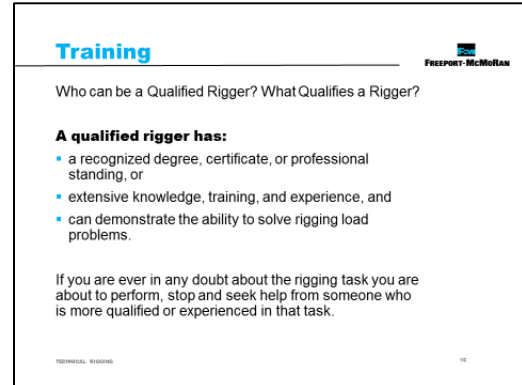 Training
FCX
FREEPORT-McMoRAN
Who can be a Qualified Rigger? What Qualifies a Rigger?
A qualified rigger has:
▪ a recognized degree, certificate, or professional
standing, or
▪ extensive knowledge, training, and experience, and
▪ can demonstrate the ability to solve rigging load
problems.
If you are ever in any doubt about the rigging task you are
about to perform, stop and seek help from someone who
is more qualified or experienced in that task.
TECHNICAL RIGGING